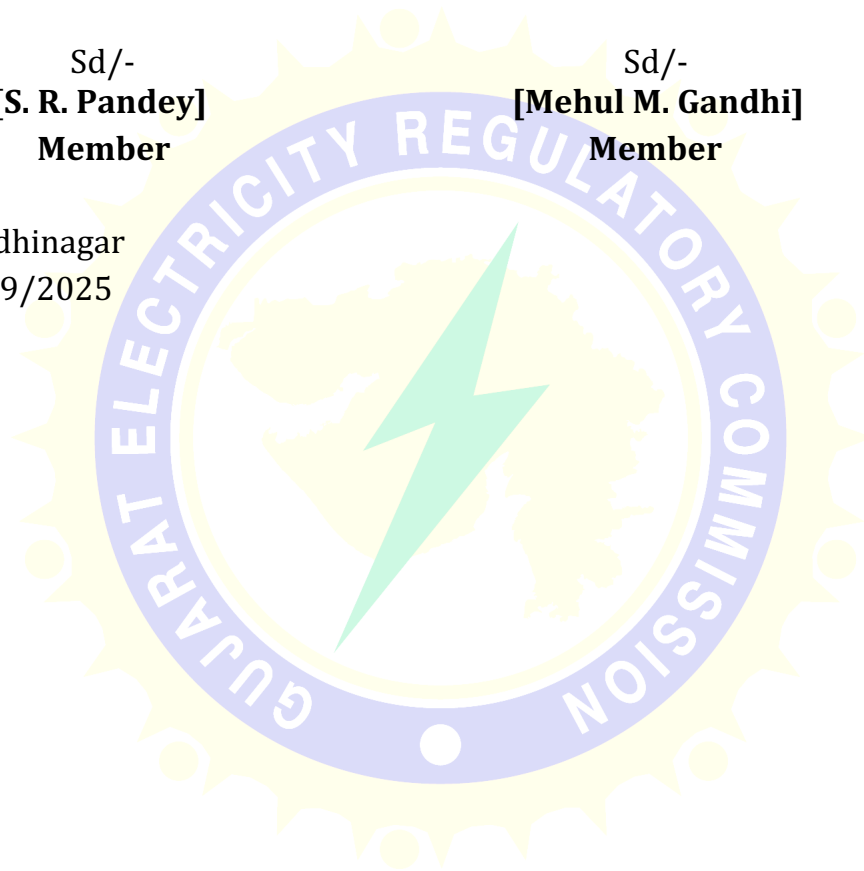 Sd/- Sd/-
[S. R. Pandey] [Mehul M. Gandhi]
Member Member
dhinagar
9/2025
GUJARAT ELECTRICITY REGULATORY COMMISSION